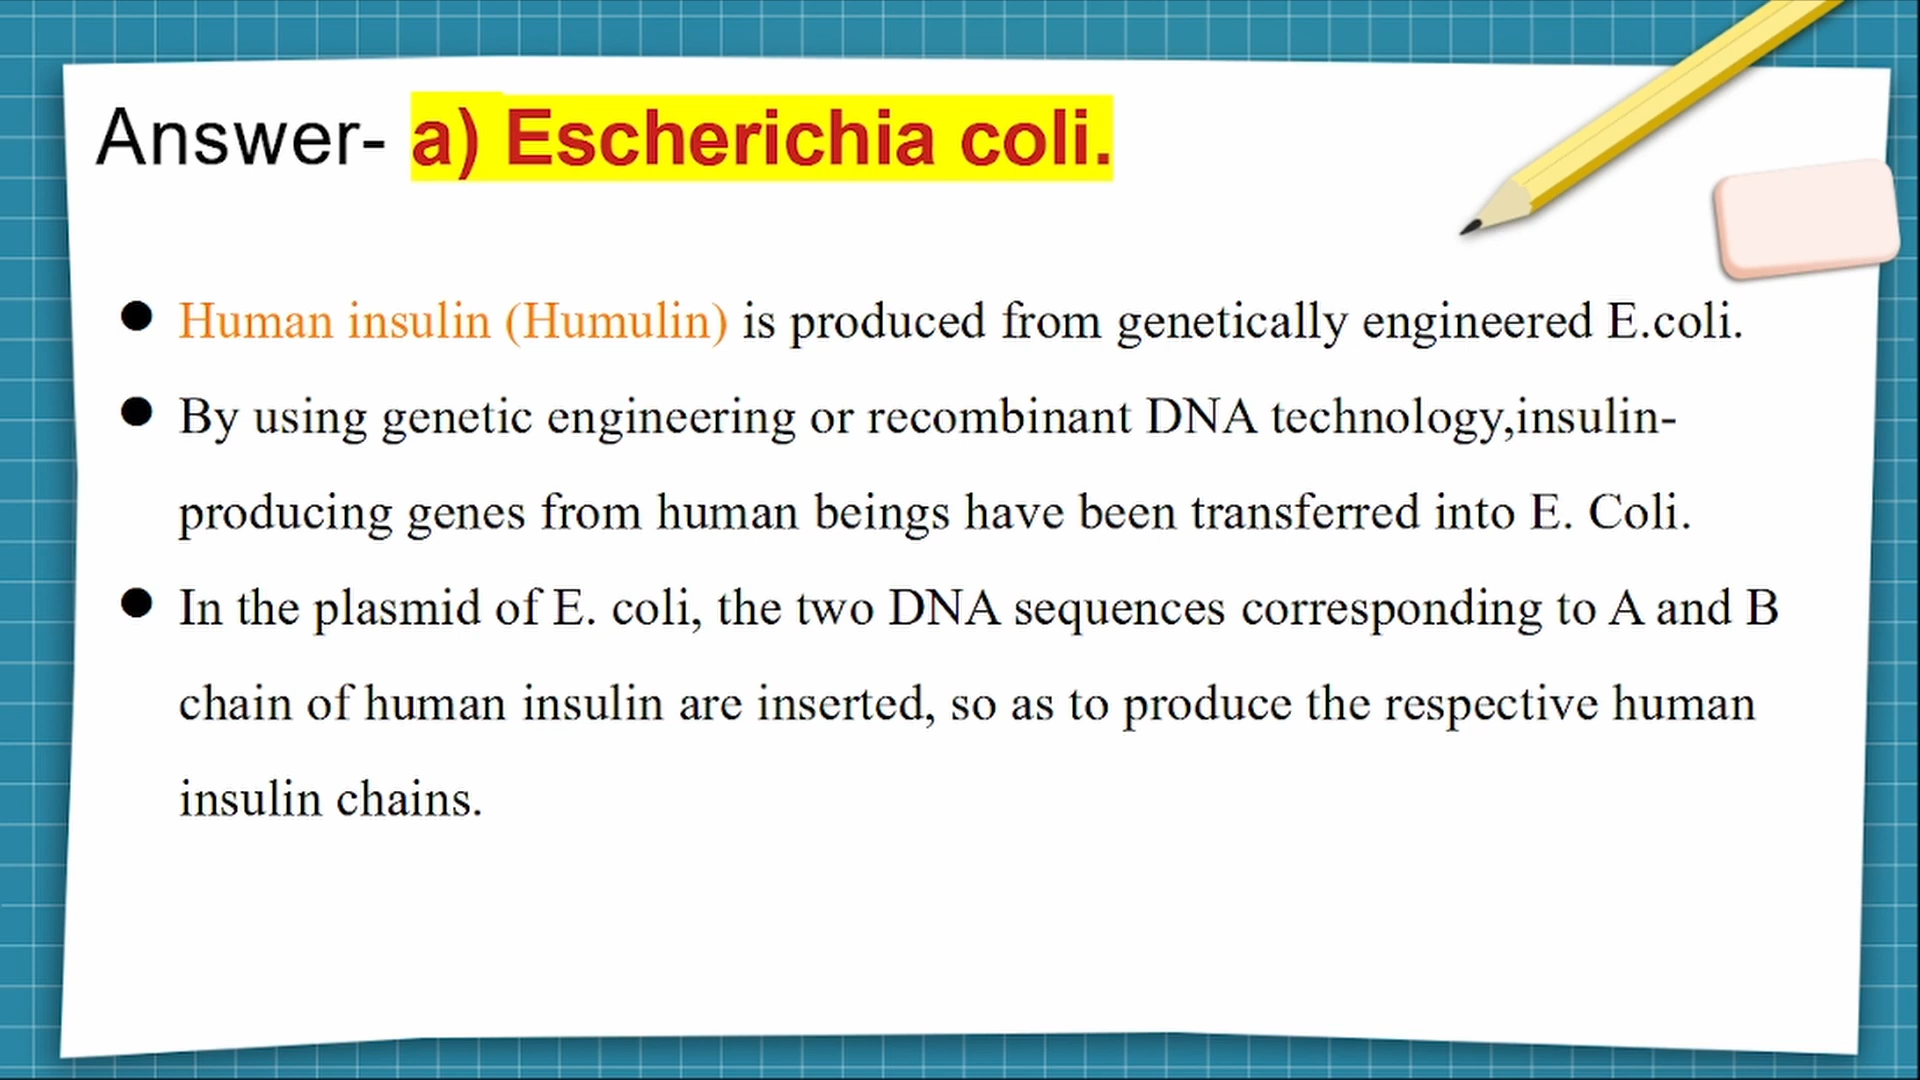 Answer- a) Escherichia coli.
● Human insulin (Humulin) is produced from genetically engineered E.coli.
● By using genetic engineering or recombinant DNA technology,insulin-
producing genes from human beings have been transferred into E. Coli.
● In the plasmid of E. coli, the two DNA sequences corresponding to A and B
chain of human insulin are inserted, so as to produce the respective human
insulin chains.